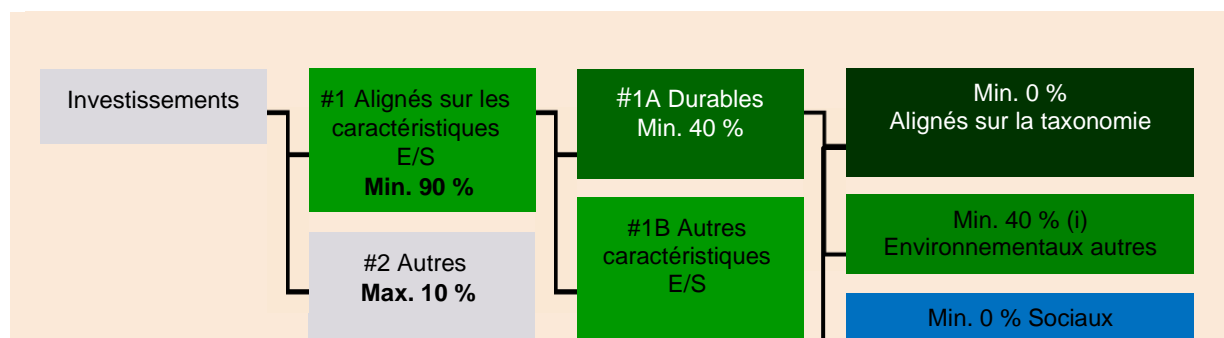 Investissements
#1 Alignés sur les
caractéristiques
E/S
Min. 90 %
#2 Autres
Max. 10 %
#1A Durables
Min. 40 %
#1B Autres
caractéristiques
E/S
Min. 0 %
Alignés sur la taxonomie
Min. 40 % (i)
Environnementaux autres
Min. 0 % Sociaux